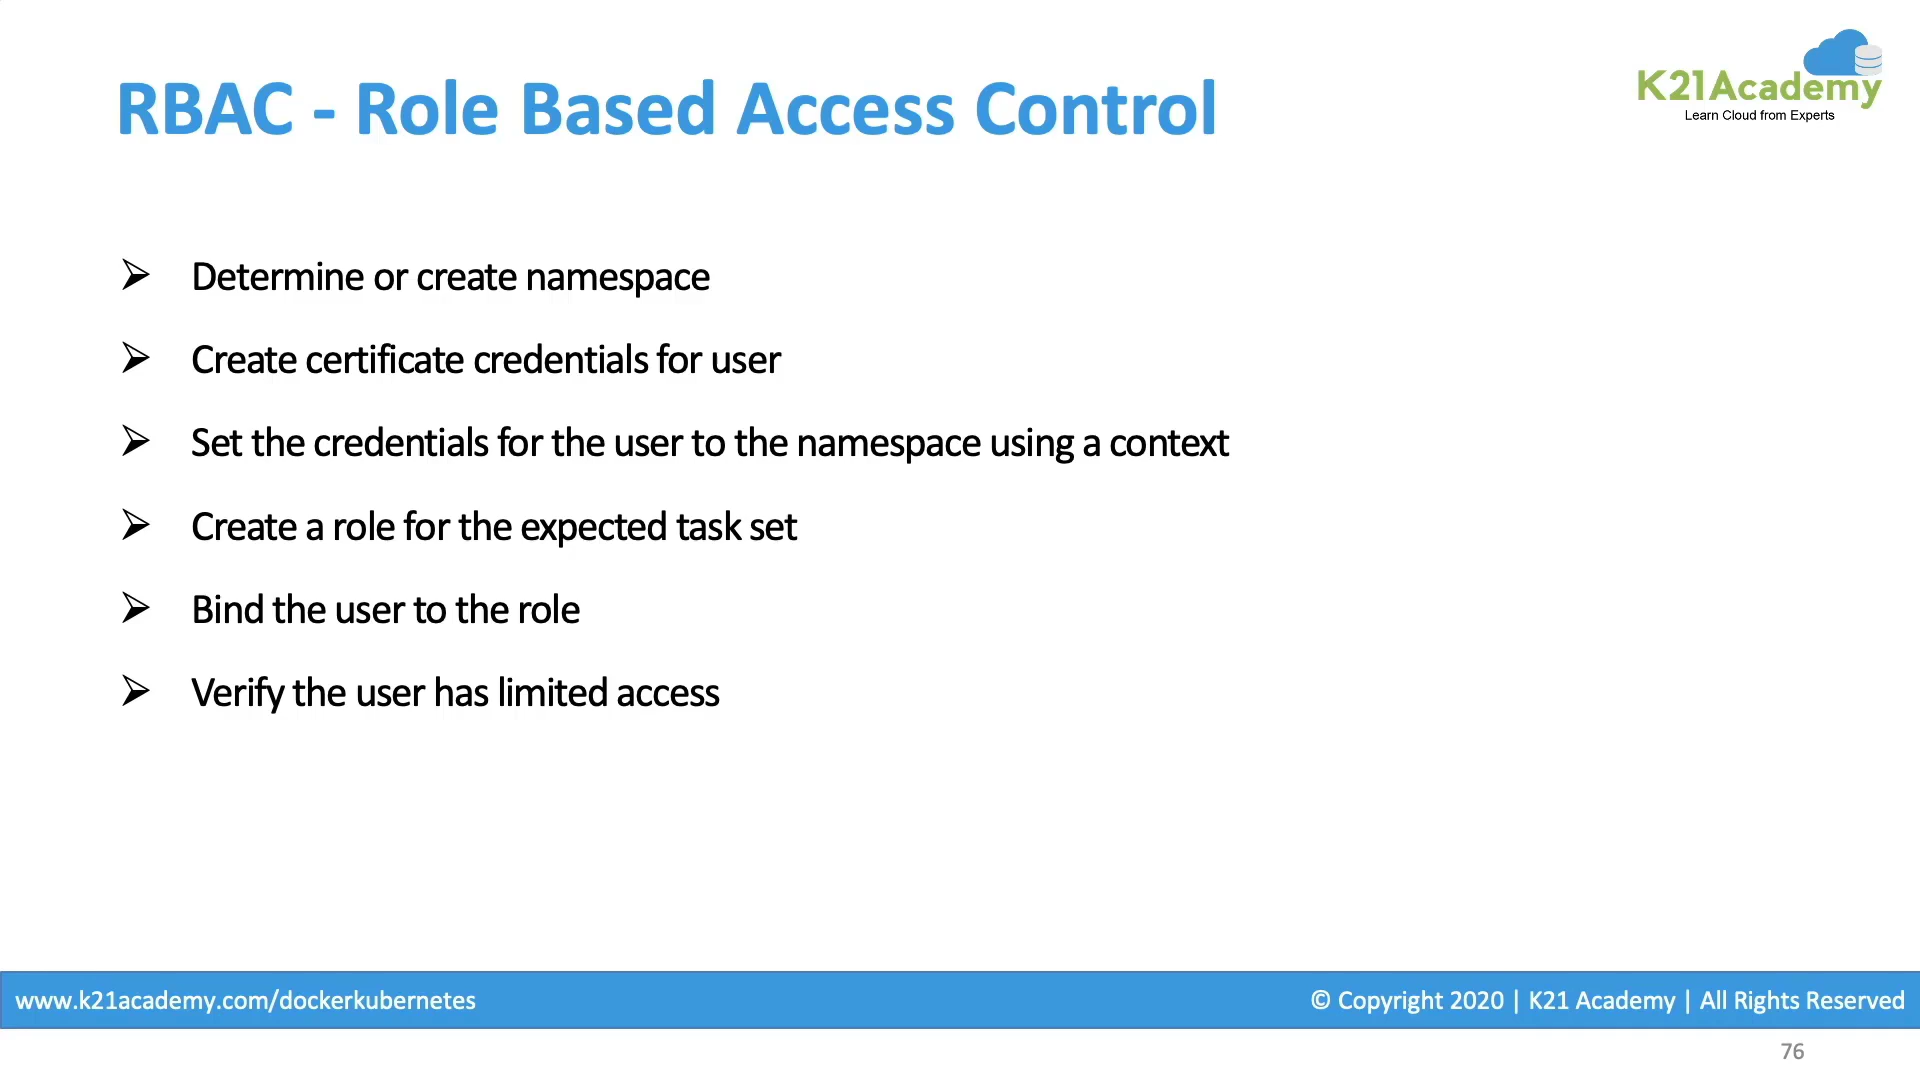 K21Academy
Learn Cloud from Experts
RBAC - Role Based Access Control
➢ Determine or create namespace
➢ Create certificate credentials for user
➢ Set the credentials for the user to the namespace using a context
➢ Create a role for the expected task set
➢ Bind the user to the role
➢ Verify the user has limited access
www.k21academy.com/dockerkubernetes
© Copyright 2020 | K21 Academy | All Rights Reserved
76